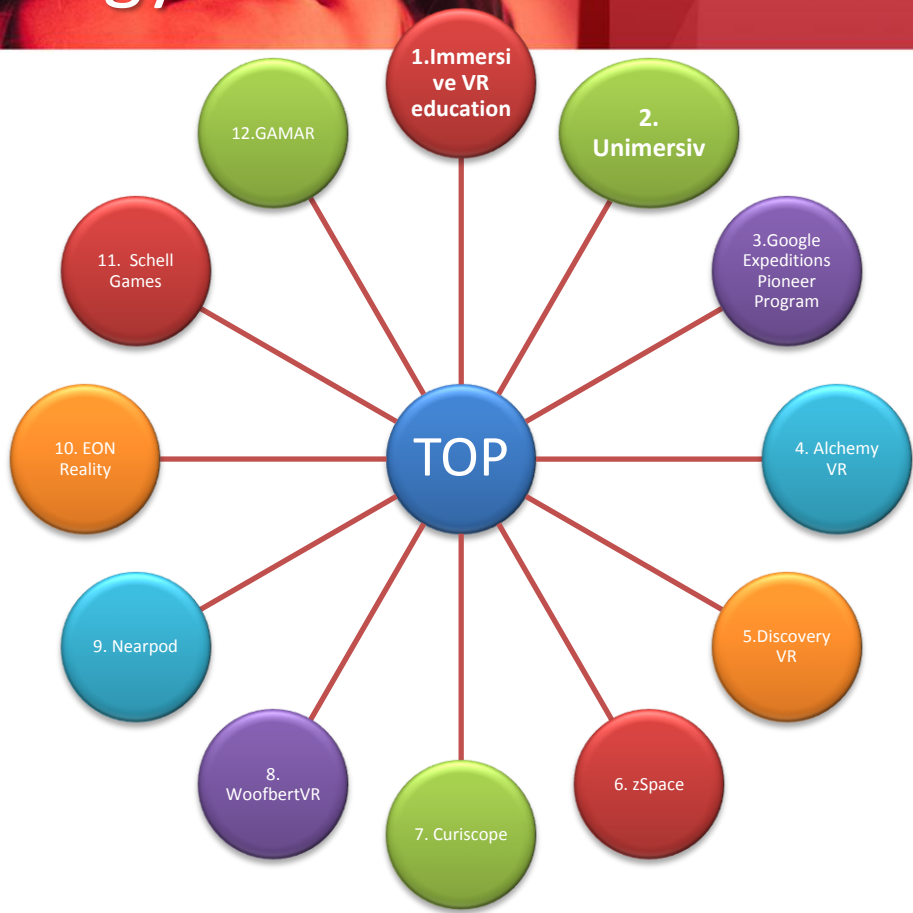 gy
1.Immersi
ve VR
education
2.
Unimersiv
3.Google
Expeditions
Pioneer
Program
4. Alchemy
VR
5.Discovery
VR
6. zSpace
7. Curiscope
8.
WoofbertVR
9. Nearpod
10. EON
Reality
11.  Schell
Games
12.GAMAR
TOP